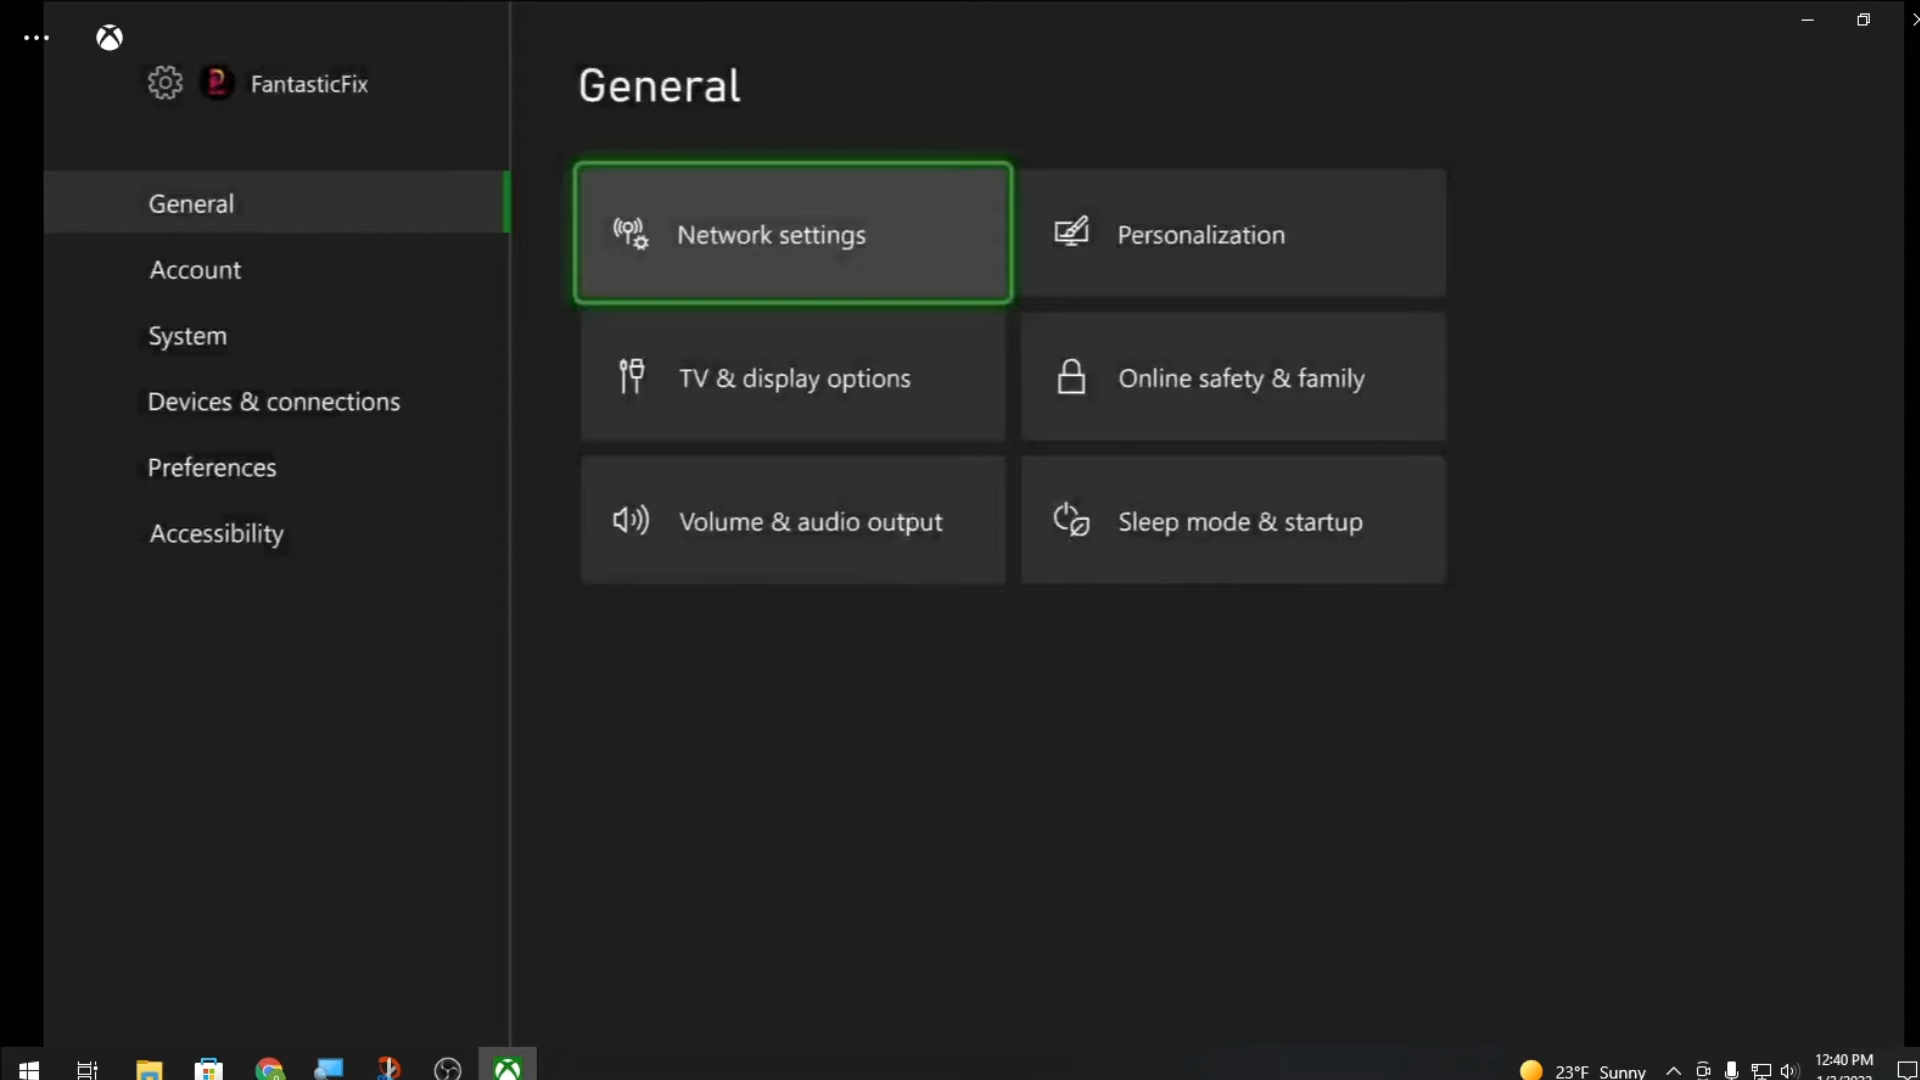 FantasticFix
General
Account
System
Devices & connections
Preferences
Accessibility
General
Network settings
Personalization
TV & display options
Online safety & family
Volume & audio output
Sleep mode & startup
23°F Sunny
12:40 PM